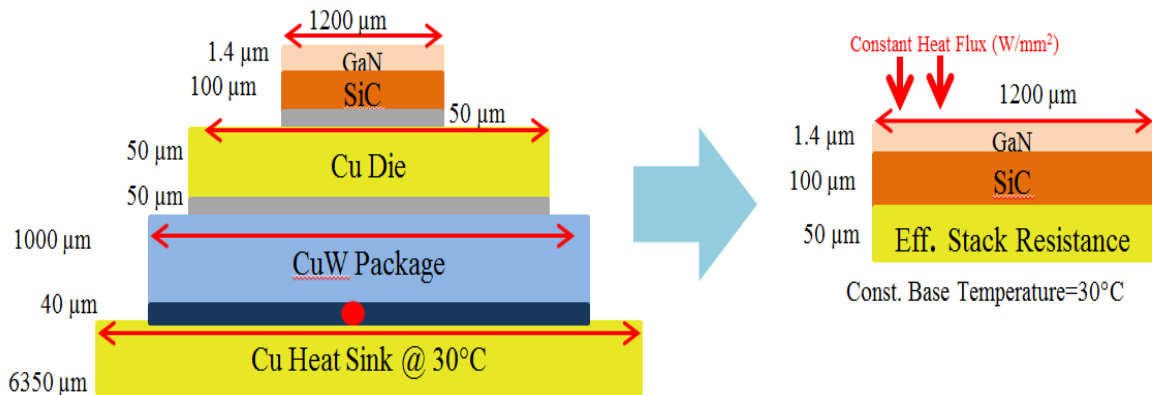 1200 µm
1.4 µm
GaN
100 µm
SiC
50 µm
50 µm
Cu Die
50 µm
1000 µm
CuW Package
40 µm
Cu Heat Sink @ 30°C
6350 µm
Constant Heat Flux (W/mm²)
1200 µm
1.4 µm
GaN
100 µm
SiC
50 µm
Eff. Stack Resistance
Const. Base Temperature=30°C